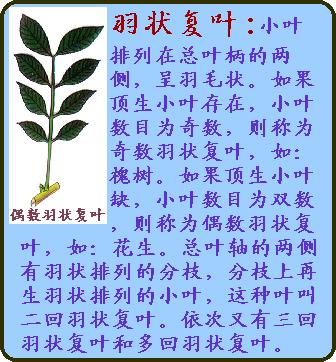 羽状复叶：小叶
排列在总叶柄的两
侧，呈羽毛状。如果
顶生小叶存在，小叶
数目为奇数，则称为
奇数羽状复叶，如：
槐树。如果顶生小叶
缺，小叶数目为双数
，则称为偶数羽状复
叶，如：花生。总叶轴的两侧
有羽状排列的分枝，分枝上再
生羽状排列的小叶，这种叶叫
二回羽状复叶。依次又有三回
羽状复叶和多回羽状复叶。
偶数羽状复叶